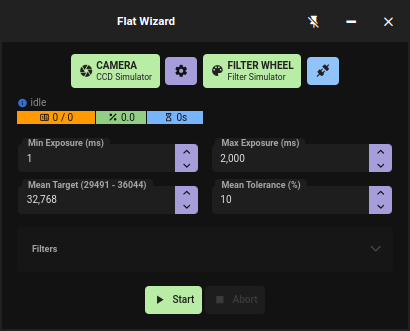 Flat Wizard
CAMERA
CCD Simulator
FILTER WHEEL
Filter Simulator
idle
0 / 0
0.0
0s
Min Exposure (ms)
1
Max Exposure (ms)
2,000
Mean Target (29491 - 36044)
32,768
Mean Tolerance (%)
10
Filters
Start
Abort